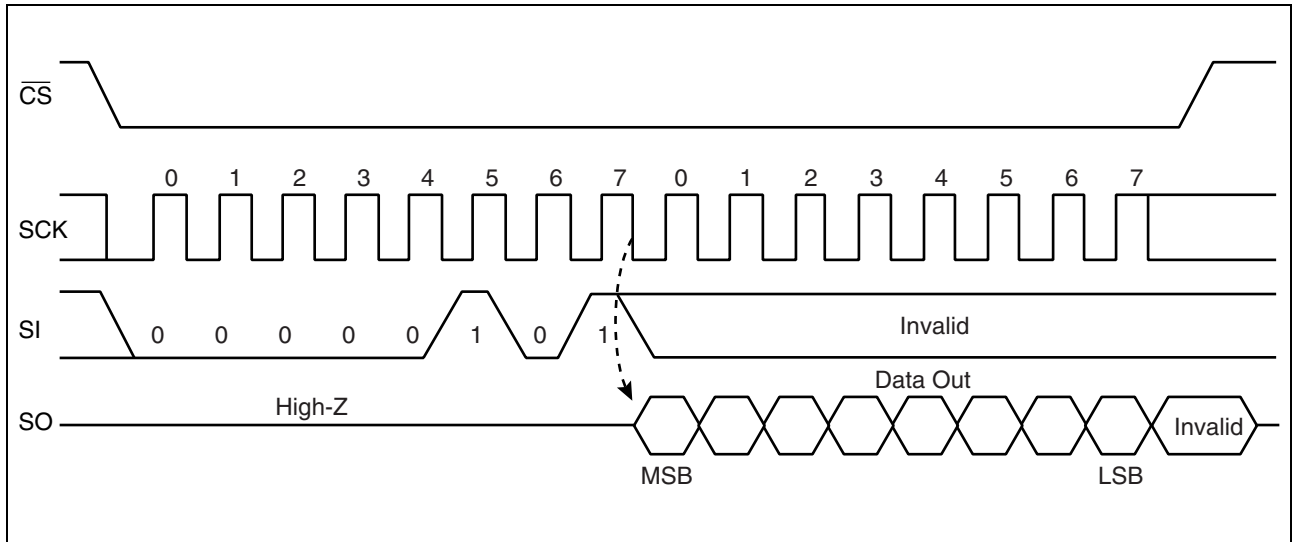 CS
0 1 2 3 4 5 6 7 0 1 2 3 4 5 6 7
SCK
SI
0 0 0 0 0 1 0 1
Invalid
Data Out
High-Z
SO
Invalid
MSB
LSB